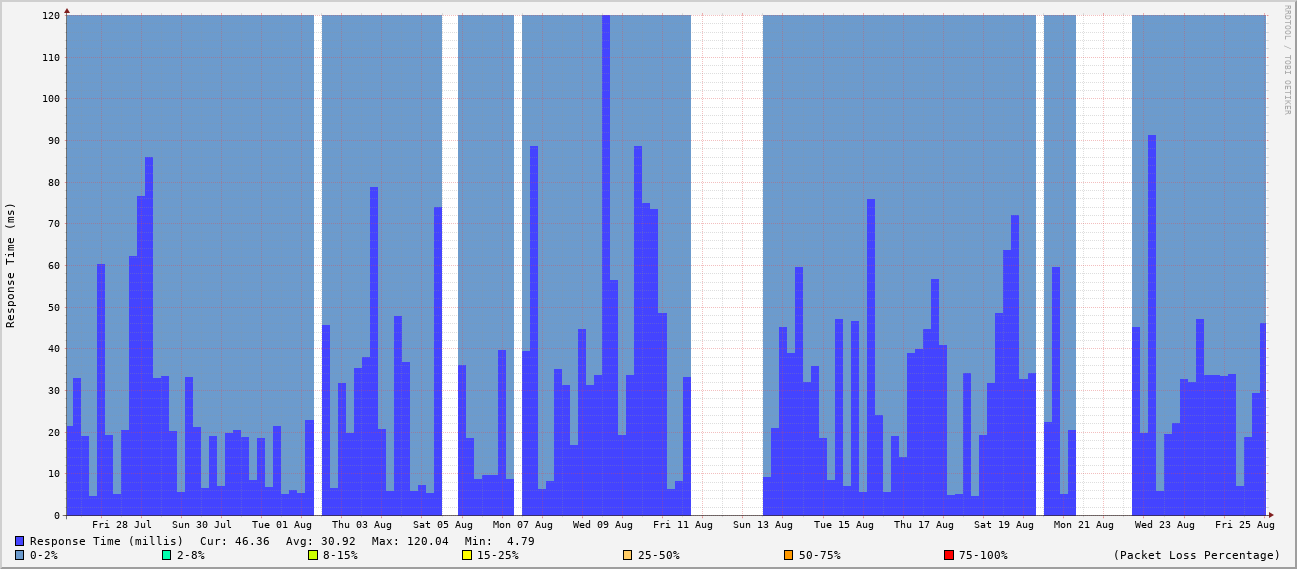 120
110
100
90
80
70
60
50
40
30
20
10
0
Response Time (ms)
RRDTOOL / TOBI OETIKER
Fri 28 Jul Sun 30 Jul Tue 01 Aug Thu 03 Aug Sat 05 Aug Mon 07 Aug Wed 09 Aug Fri 11 Aug Sun 13 Aug Tue 15 Aug Thu 17 Aug Sat 19 Aug Mon 21 Aug Wed 23 Aug Fri 25 Aug
Response Time (millis) Cur: 46.36 Avg: 30.92 Max: 120.04 Min: 4.79
0-2% 2-8% 8-15% 15-25% 25-50% 50-75% 75-100% (Packet Loss Percentage)